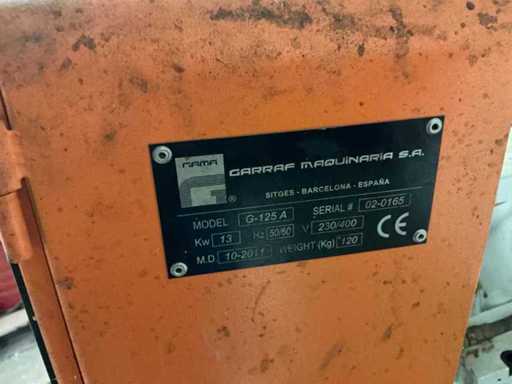 GAMA
GARRAF MAQUINARIA S.A.
G®
SITGES - BARCELONA - ESPAÑA
MODEL G-125 A SERIAL # 02-0165
Kw 13 Hz 50/60 V 230/400 CE
M.D 10-2011 WEIGHT (Kg) 120